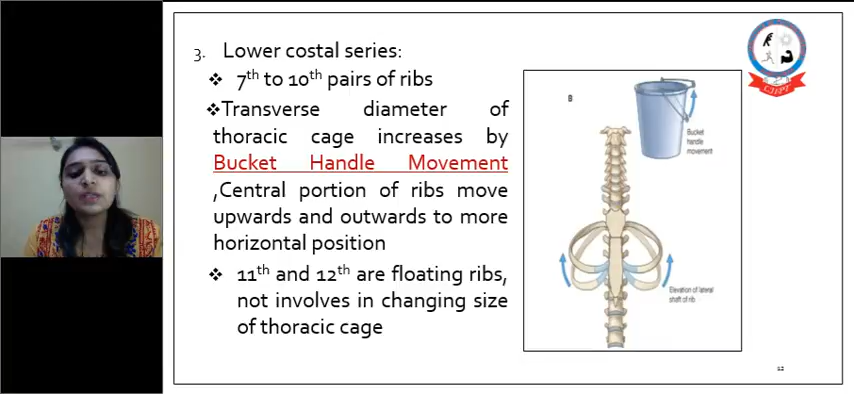 3. Lower costal series:
❖ 7th to 10th pairs of ribs
❖Transverse diameter of
thoracic cage increases by
Bucket Handle Movement
,Central portion of ribs move
upwards and outwards to more
horizontal position
❖ 11th and 12th are floating ribs,
not involves in changing size
of thoracic cage
B
Bucket
handle
movement
Elevation of lateral
shaft of rib
12